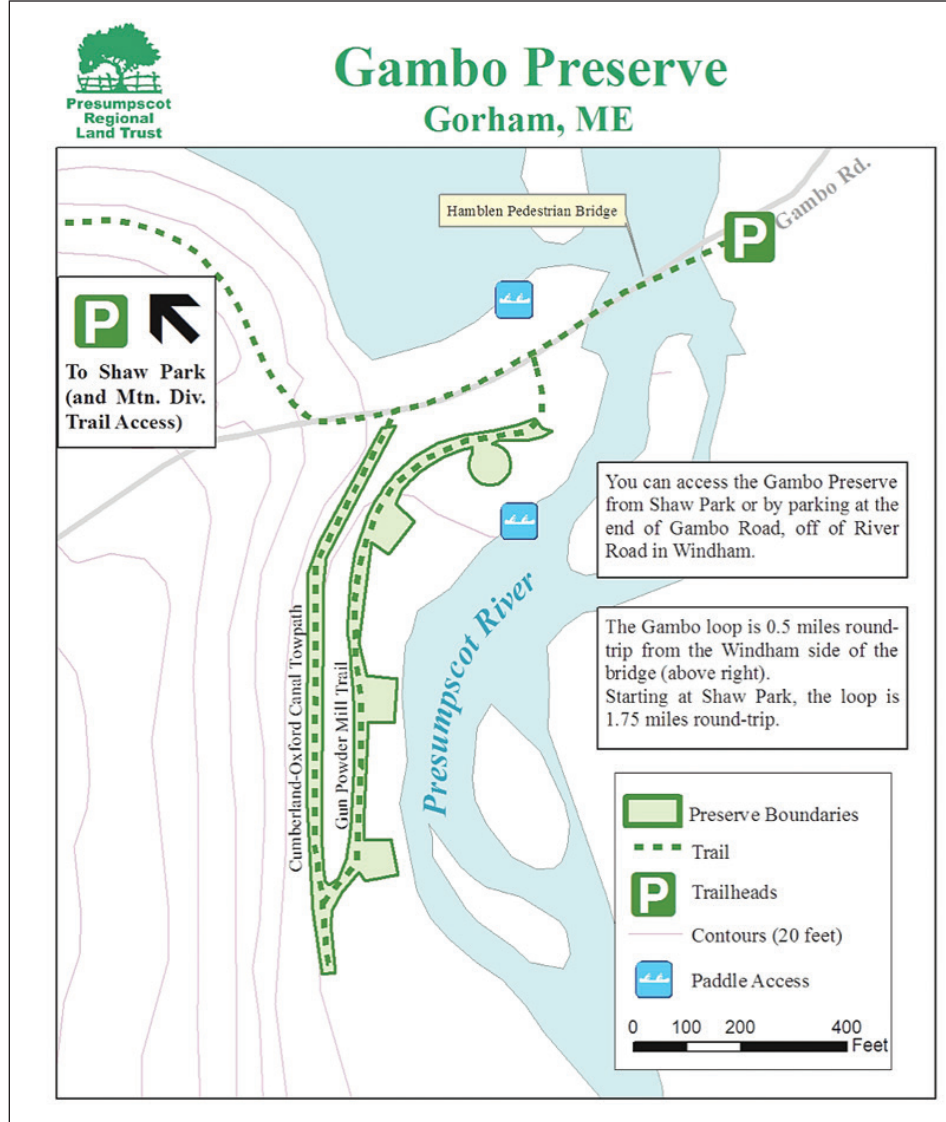 Presumpscot
Regional
Land Trust
Gambo Preserve
Gorham, ME
Hamblen Pedestrian Bridge
Gambo Rd.
P
P
To Shaw Park
(and Mtn. Div.
Trail Access)
You can access the Gambo Preserve
from Shaw Park or by parking at the
end of Gambo Road, off of River
Road in Windham.
Cumberland-Oxford Canal Towpath
Gun Powder Mill Trail
Presumpscot River
The Gambo loop is 0.5 miles round-
trip from the Windham side of the
bridge (above right).
Starting at Shaw Park, the loop is
1.75 miles round-trip.
Preserve Boundaries
Trail
P
Trailheads
Contours (20 feet)
Paddle Access
0 100 200 400
Feet